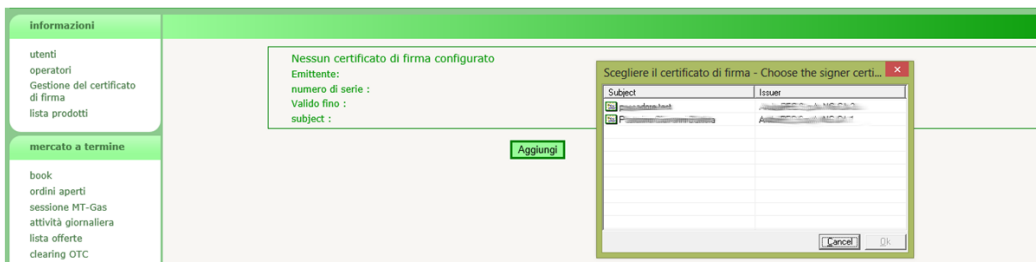 informazioni
utenti
operatori
Gestione del certificato
di firma
lista prodotti
mercato a termine
book
ordini aperti
sessione MT-Gas
attività giornaliera
lista offerte
clearing OTC
Nessun certificato di firma configurato
Emittente:
numero di serie :
Valido fino :
subject :
Aggiungi
Scegliere il certificato di firma - Choose the signer certi...
Subject Issuer
Cancel Ok